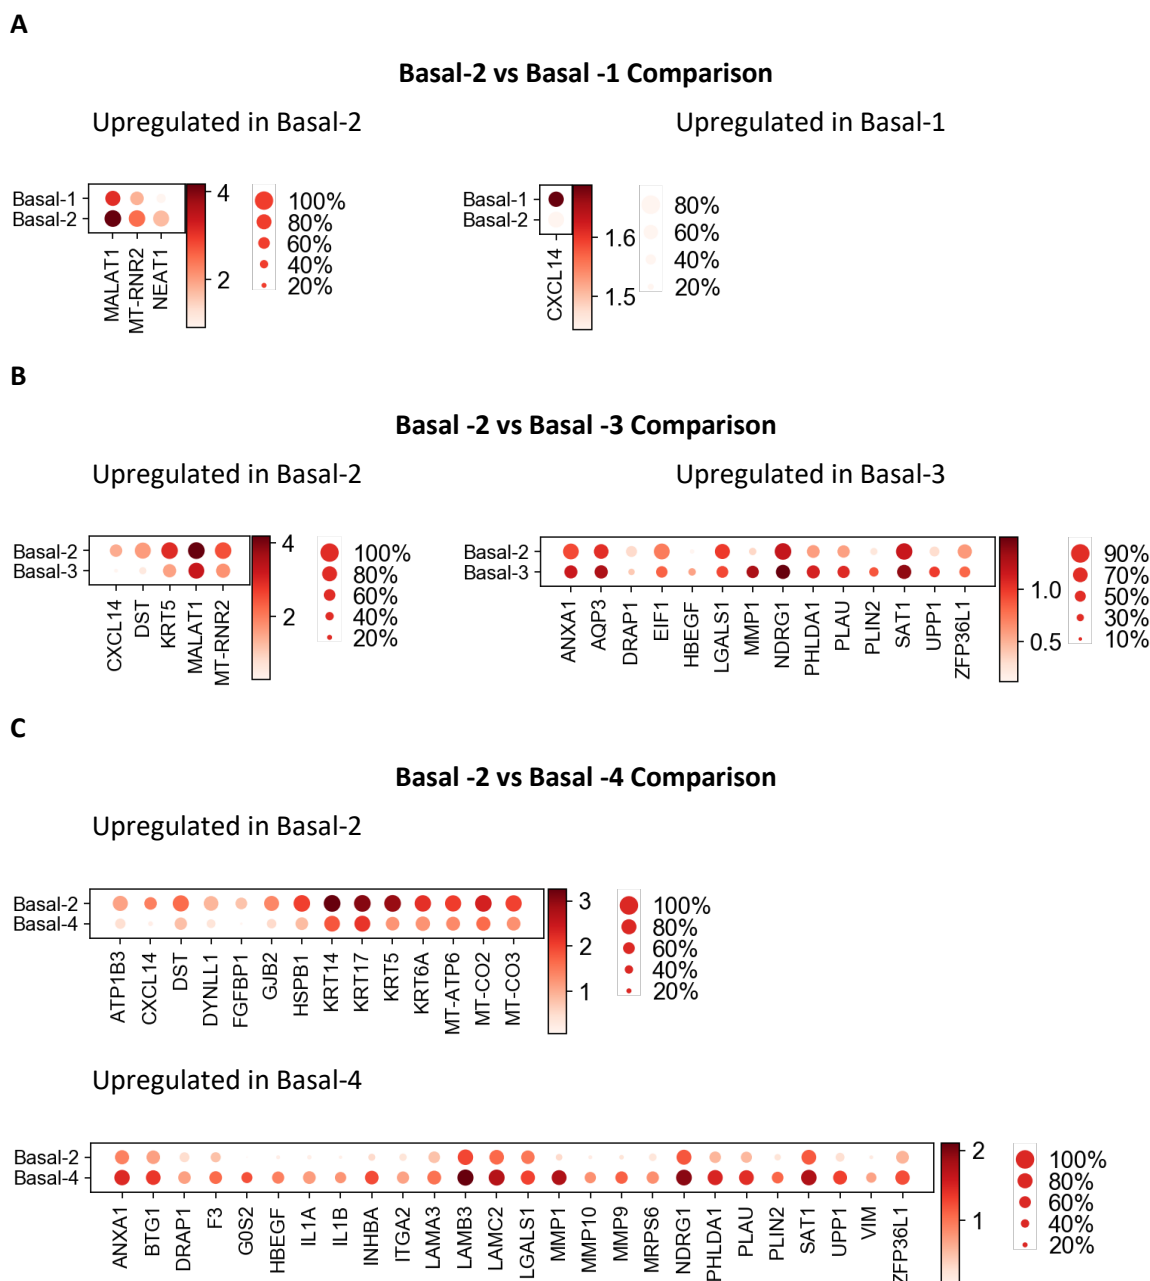 A
Basal-2 vs Basal -1 Comparison
Upregulated in Basal-2
Upregulated in Basal-1
Basal-1
Basal-2
MALAT1
MT-RNR2
NEAT1
4
2
100%
80%
60%
40%
20%
Basal-1
Basal-2
CXCL14
1.6
1.5
80%
60%
40%
20%
B
Basal -2 vs Basal -3 Comparison
Upregulated in Basal-2
Upregulated in Basal-3
Basal-2
Basal-3
CXCL14
DST
KRT5
MALAT1
MT-RNR2
4
2
100%
80%
60%
40%
20%
Basal-2
Basal-3
ANXA1
AQP3
DRAP1
EIF1
HBEGF
LGALS1
MMP1
NDRG1
PHLDA1
PLAU
PLIN2
SAT1
UPP1
ZFP36L1
1.0
0.5
90%
70%
50%
30%
10%
C
Basal -2 vs Basal -4 Comparison
Upregulated in Basal-2
Basal-2
Basal-4
ATP1B3
CXCL14
DST
DYNLL1
FGFBP1
GJB2
HSPB1
KRT14
KRT17
KRT5
KRT6A
MT-ATP6
MT-CO2
MT-CO3
3
2
1
100%
80%
60%
40%
20%
Upregulated in Basal-4
Basal-2
Basal-4
ANXA1
BTG1
DRAP1
F3
G0S2
HBEGF
IL1A
IL1B
INHBA
ITGA2
LAMA3
LAMB3
LAMC2
LGALS1
MMP1
MMP10
MMP9
MRPS6
NDRG1
PHLDA1
PLAU
PLIN2
SAT1
UPP1
VIM
ZFP36L1
2
1
100%
80%
60%
40%
20%